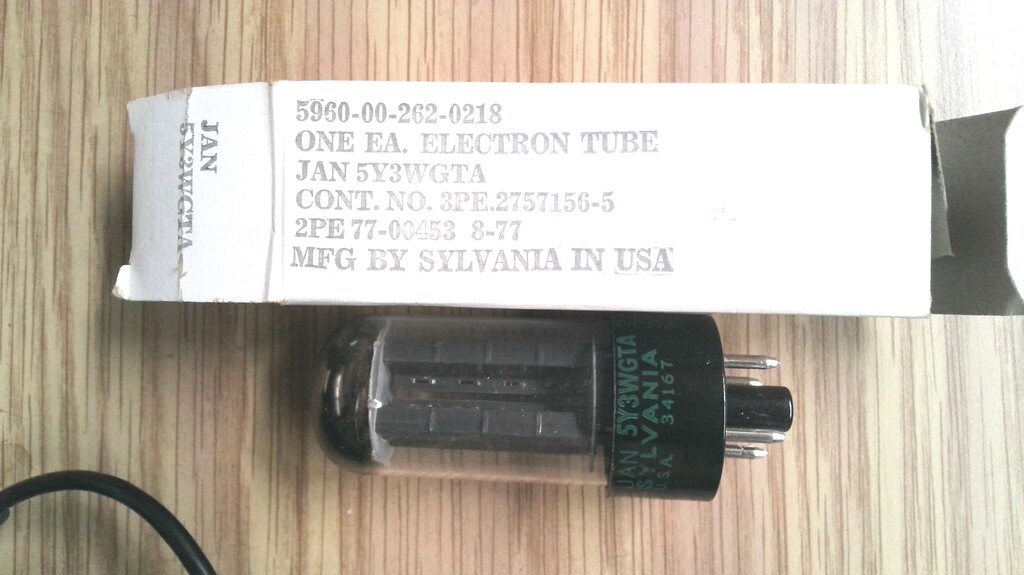 JAN
5Y3WGTA
5960-00-262-0218
ONE EA. ELECTRON TUBE
JAN 5Y3WGTA
CONT. NO. 3PE.2757156-5
2PE 77-00453 8-77
MFG BY SYLVANIA IN USA
JAN 5Y3WGTA
SYLVANIA
USA 34167